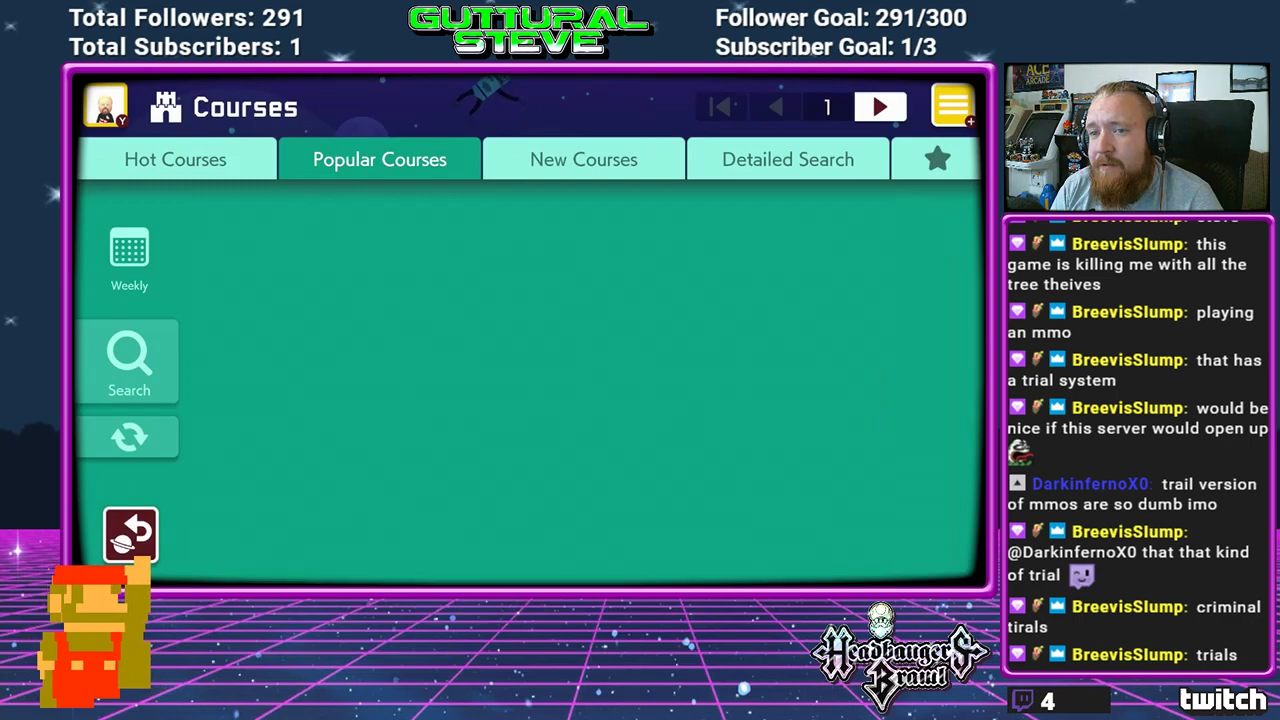 Total Followers: 291
Total Subscribers: 1
GUTTURAL
STEVE
Follower Goal: 291/300
Subscriber Goal: 1/3
Y
Courses
1
+
Hot Courses
Popular Courses
New Courses
Detailed Search
Weekly
Search
ACE
ARCADE
BreevisSlump: this
game is killing me with all the
tree theives
BreevisSlump: playing
an mmo
BreevisSlump: that has
a trial system
BreevisSlump: would be
nice if this server would open up
DarkinfernoX0: trail version
of mmos are so dumb imo
BreevisSlump:
@DarkinfernoX0 that that kind
of trial
BreevisSlump: criminal
tirals
BreevisSlump: trials
Headbangers
Brawl
4
twitch